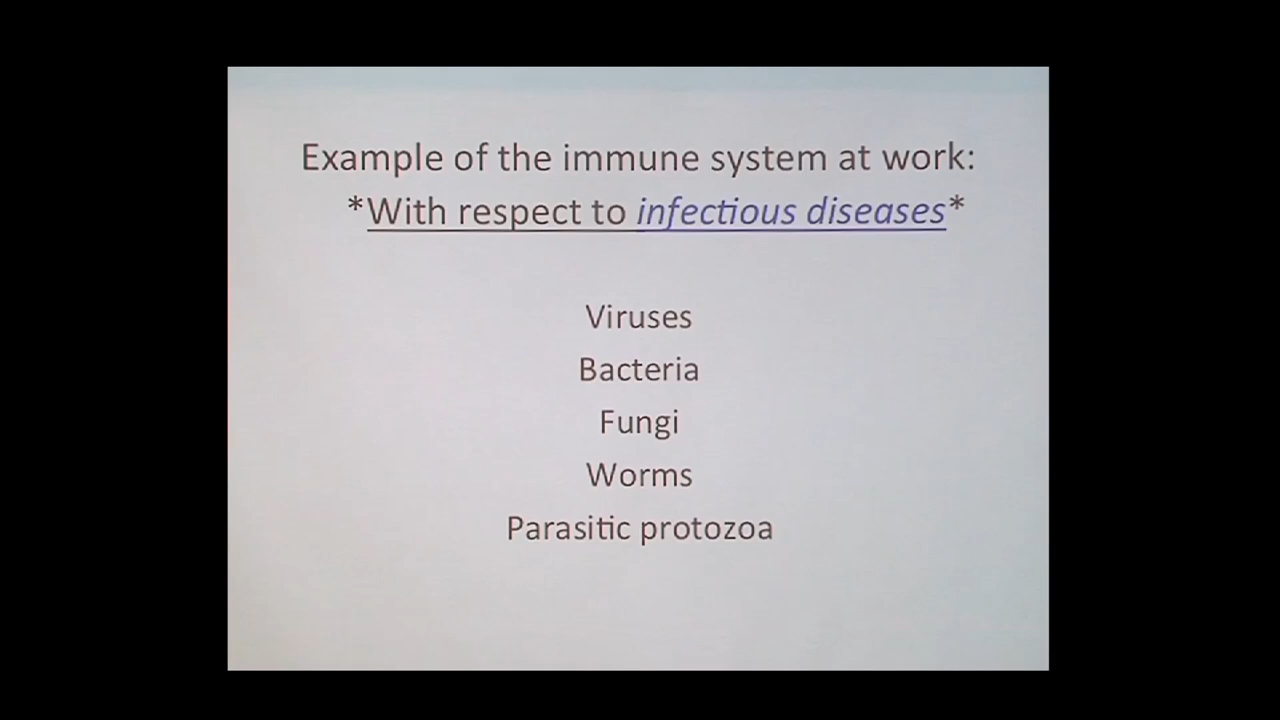 Example of the immune system at work:
*With respect to infectious diseases*
Viruses
Bacteria
Fungi
Worms
Parasitic protozoa